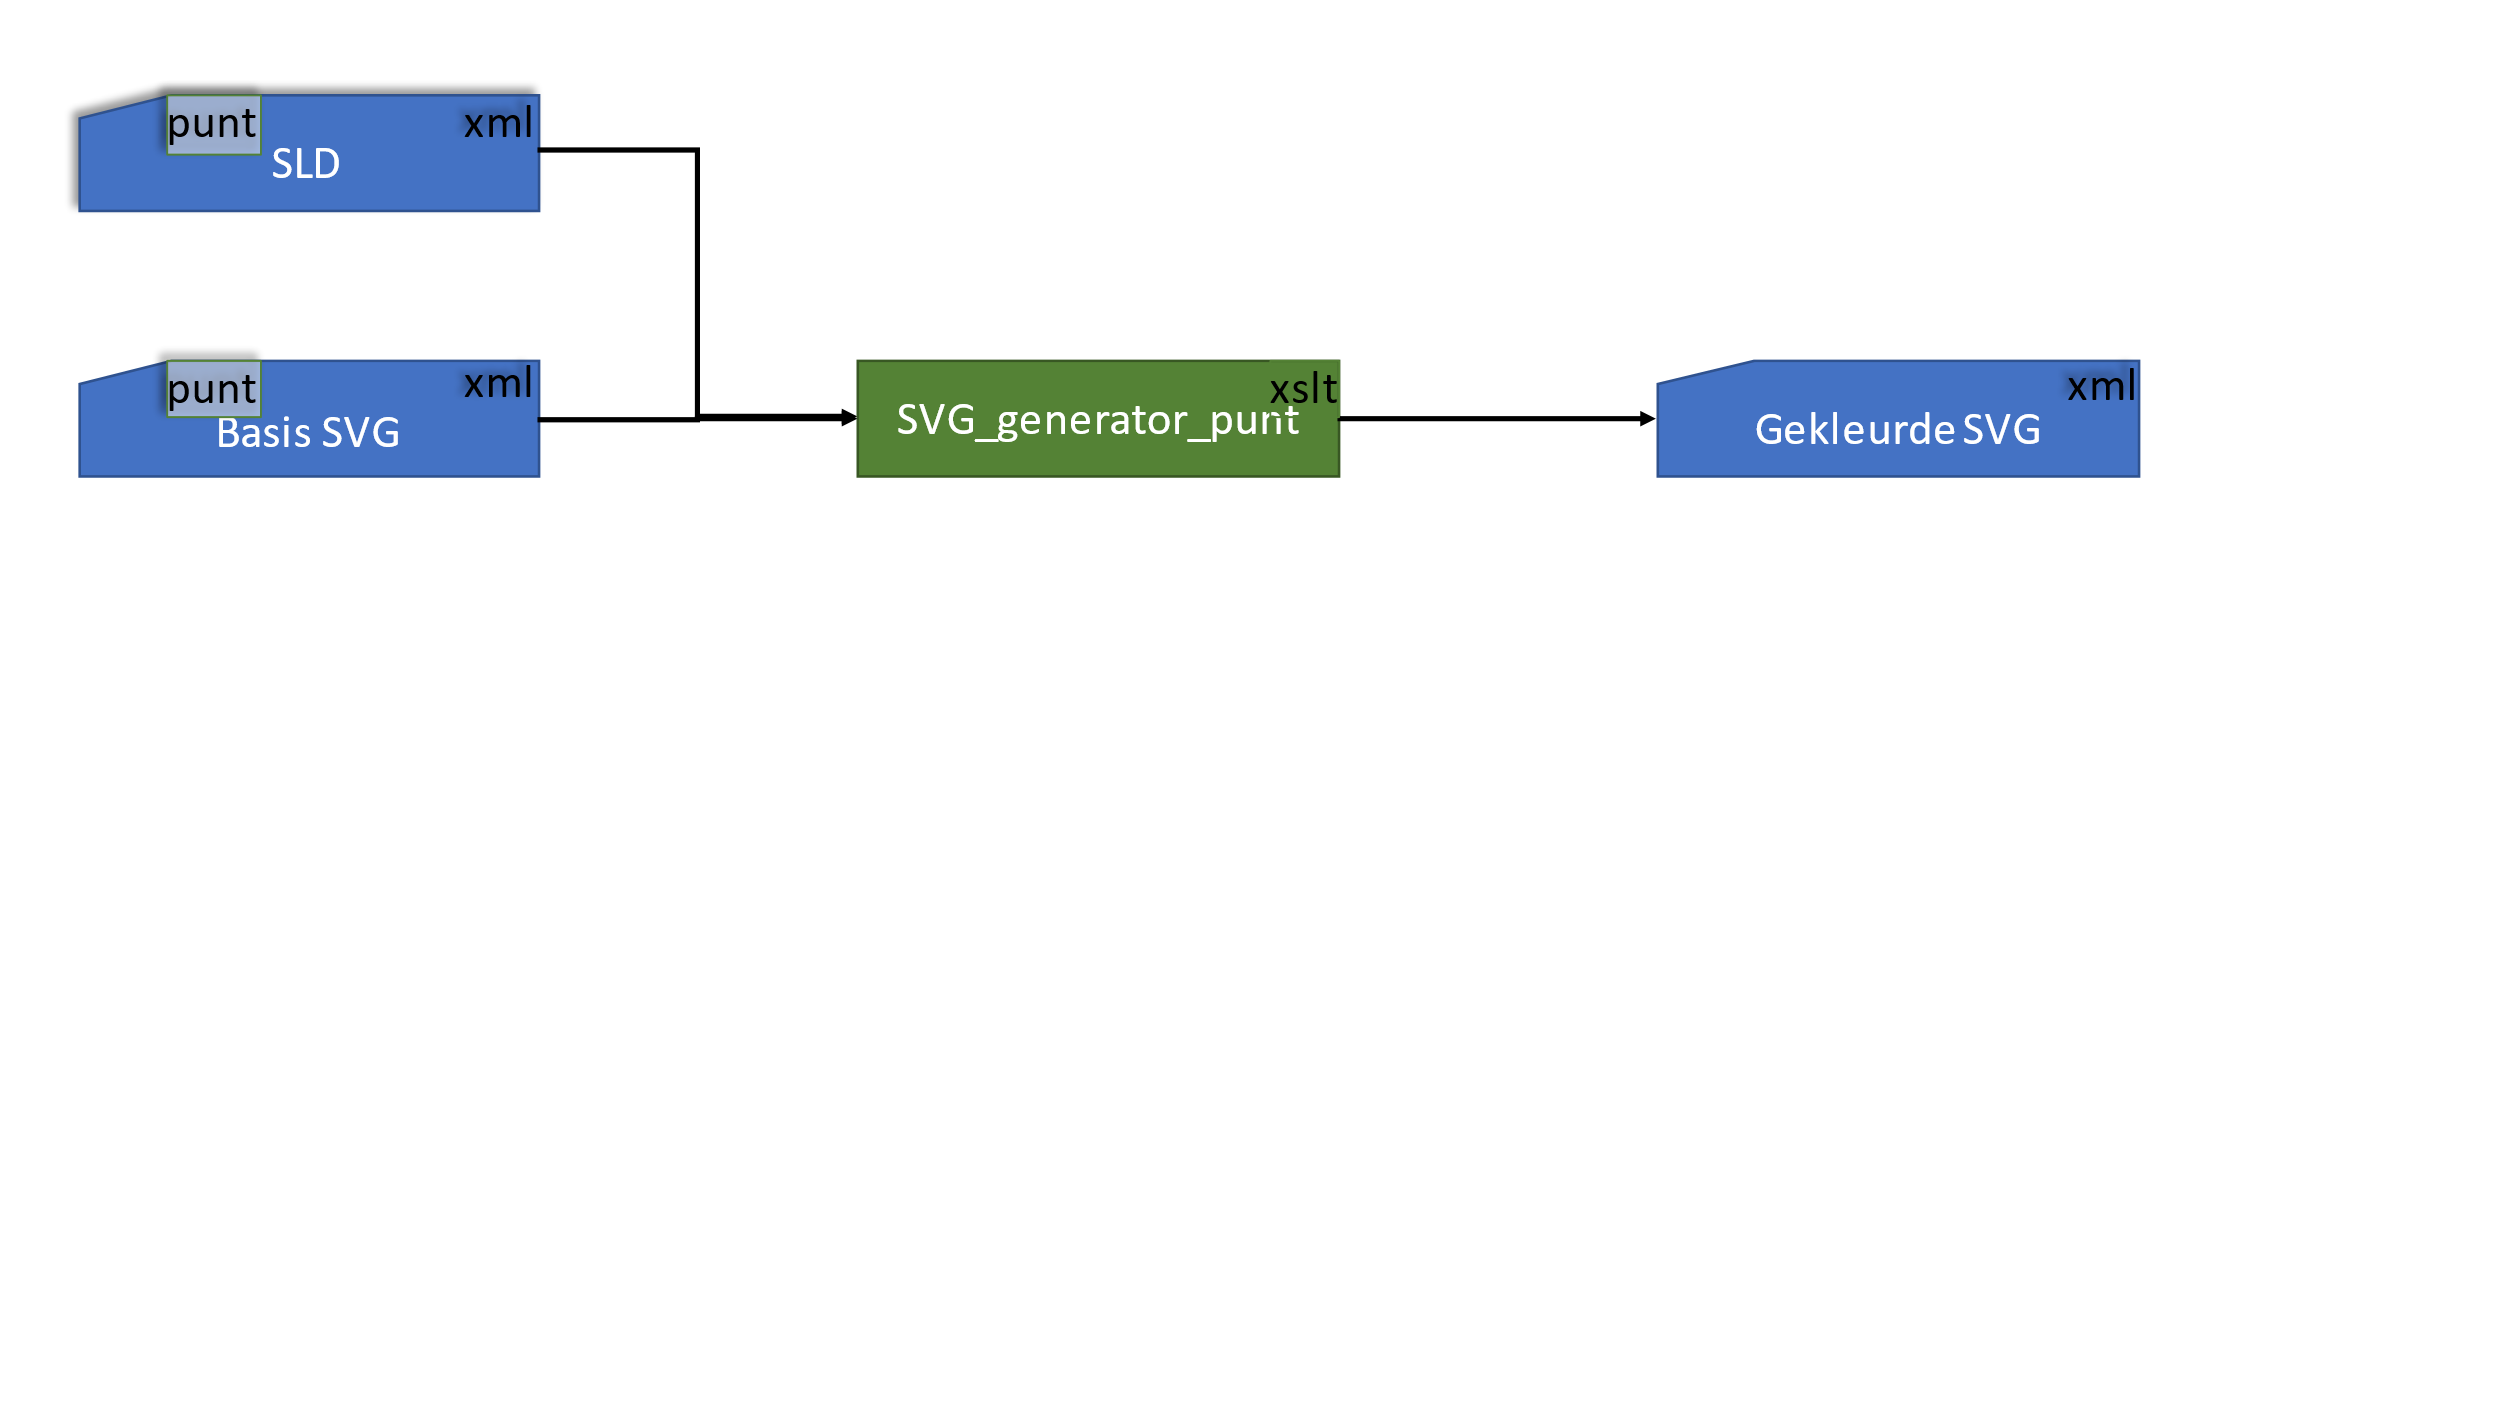 punt
xml
SLD
punt
xml
Basis SVG
xslt
SVG_generator_punt
xml
Gekleurde SVG